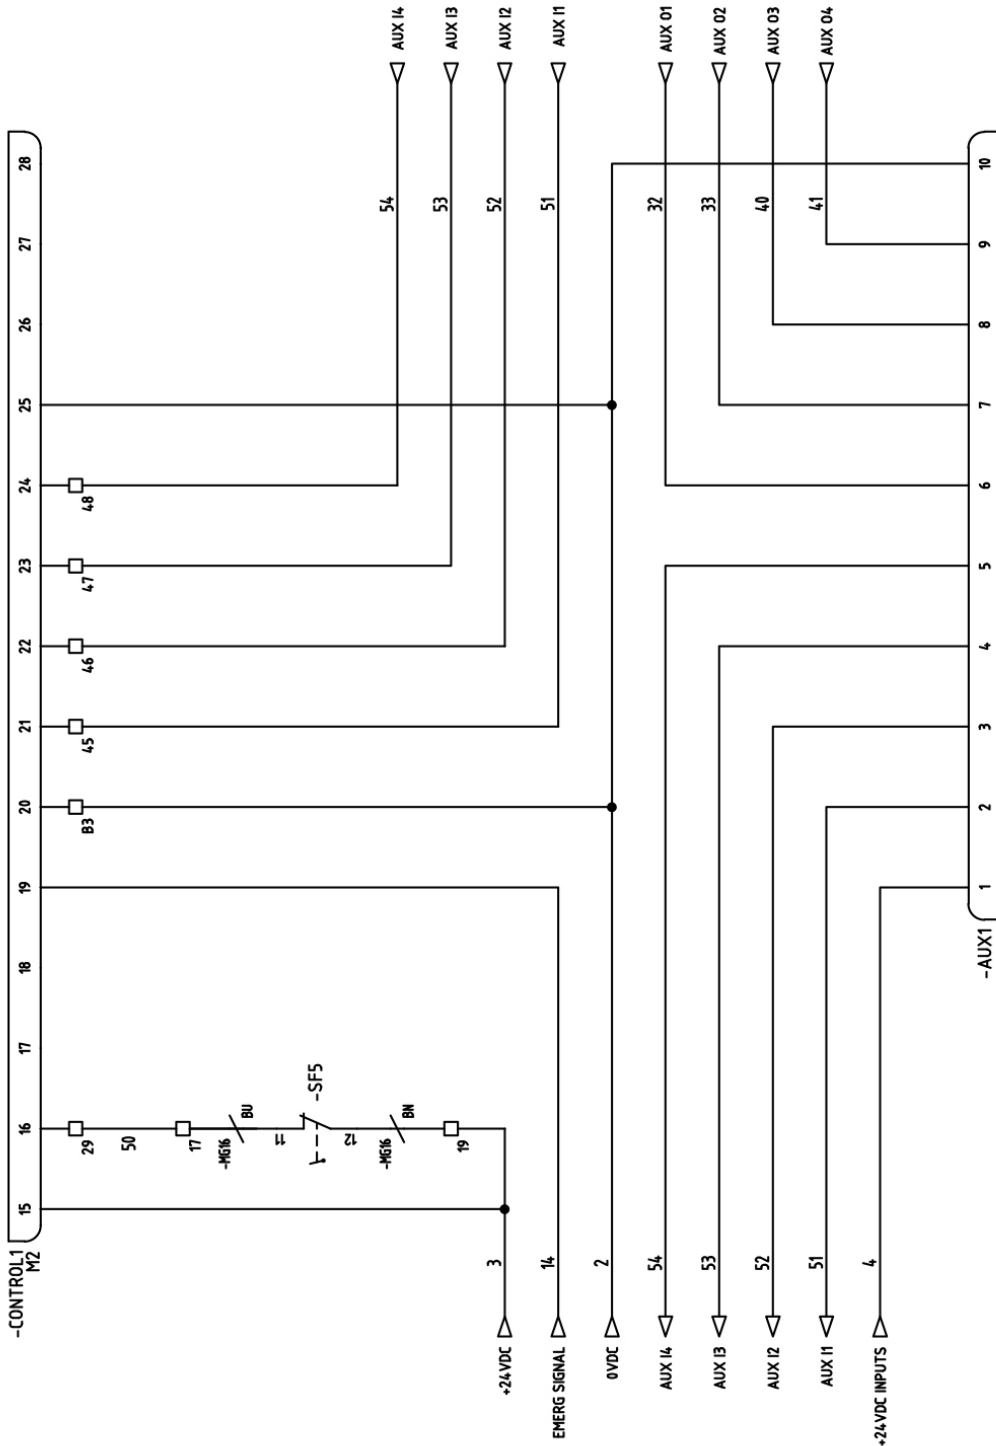 -CONTROL1
M2
15
16
17
18
19
20
21
22
23
24
25
26
27
28
29
50
17
-MG16
BU
11
-SF5
12
-MG16
BN
19
B3
45
46
47
48
54
AUX I4
53
AUX I3
52
AUX I2
51
AUX I1
32
AUX O1
33
AUX O2
40
AUX O3
41
AUX O4
+24VDC
3
EMERG SIGNAL
14
0VDC
2
AUX I4
54
AUX I3
53
AUX I2
52
AUX I1
51
+24VDC INPUTS
4
-AUX1
1
2
3
4
5
6
7
8
9
10